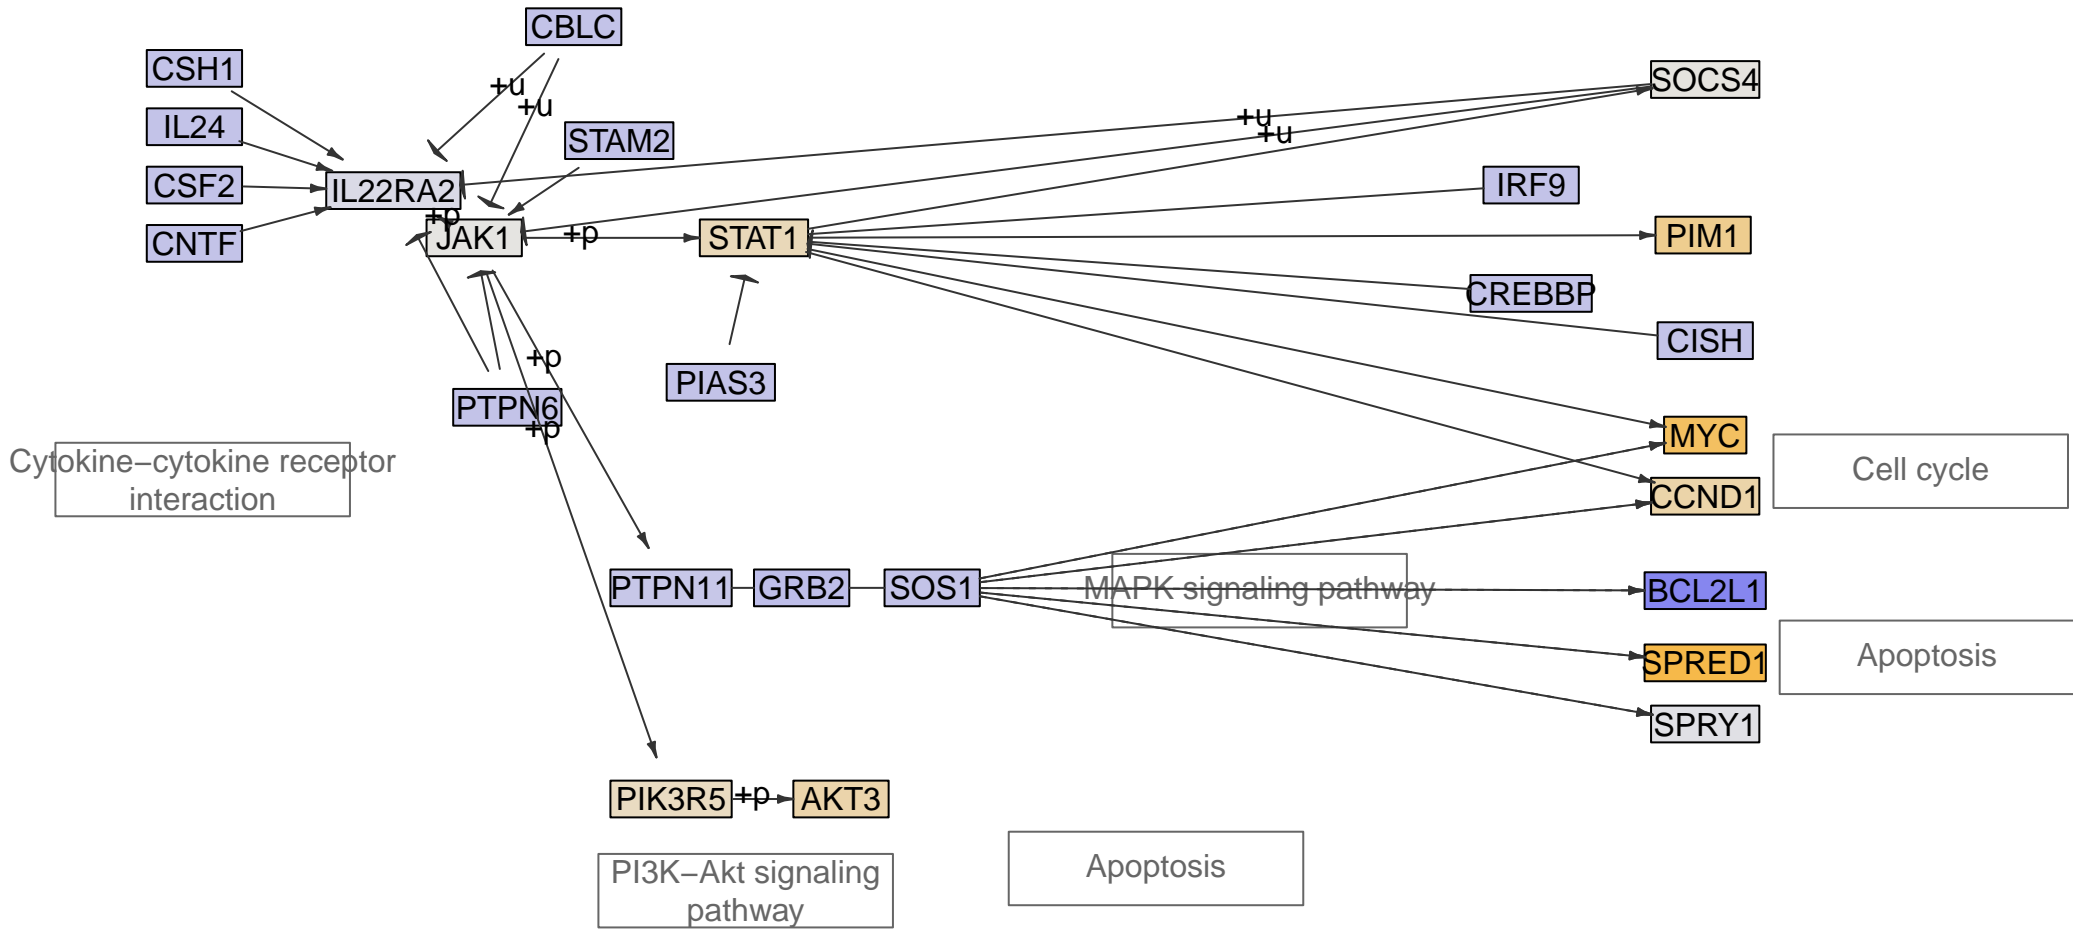 CBLC
CSH1
+u
SOCS4
+u
+u
IL24
+u
STAM2
CSF2
IL22RA2
IRF9
+p
CNTF
JAK1
+p
STAT1
PIM1
CREBBP
CISH
+p
PIAS3
PTPN6
+p
MYC
Cytokine−cytokine receptor
interaction
Cell cycle
CCND1
PTPN11
GRB2
SOS1
MAPK signaling pathway
BCL2L1
SPRED1
Apoptosis
SPRY1
PIK3R5
+p
AKT3
PI3K−Akt signaling
pathway
Apoptosis